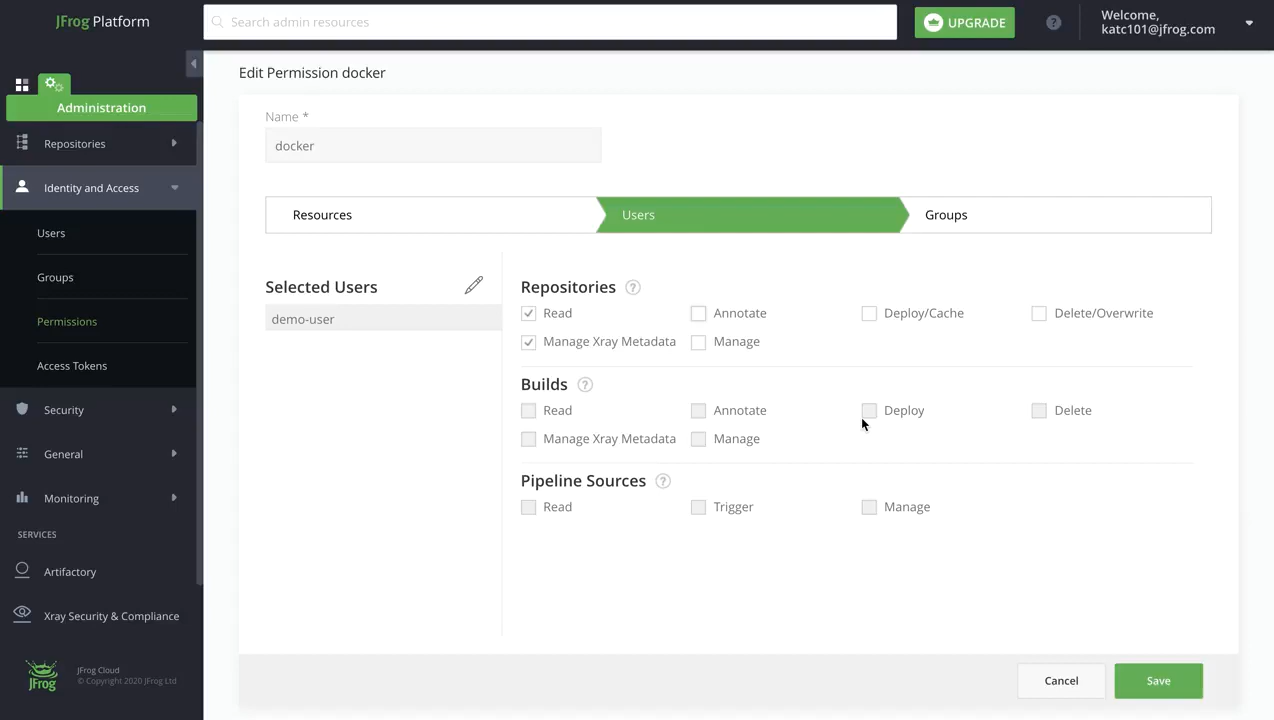 JFrog Platform
Search admin resources
UPGRADE
?
Welcome,
katc101@jfrog.com
Administration
Repositories
Identity and Access
Users
Groups
Permissions
Access Tokens
Security
General
Monitoring
SERVICES
Artifactory
Xray Security & Compliance
JFrog
JFrog Cloud
© Copyright 2020 JFrog Ltd
Edit Permission docker
Name *
docker
Resources
Users
Groups
Selected Users
demo-user
Repositories ?
Read Annotate Deploy/Cache Delete/Overwrite
Manage Xray Metadata Manage
Builds ?
Read Annotate Deploy Delete
Manage Xray Metadata Manage
Pipeline Sources ?
Read Trigger Manage
Cancel
Save